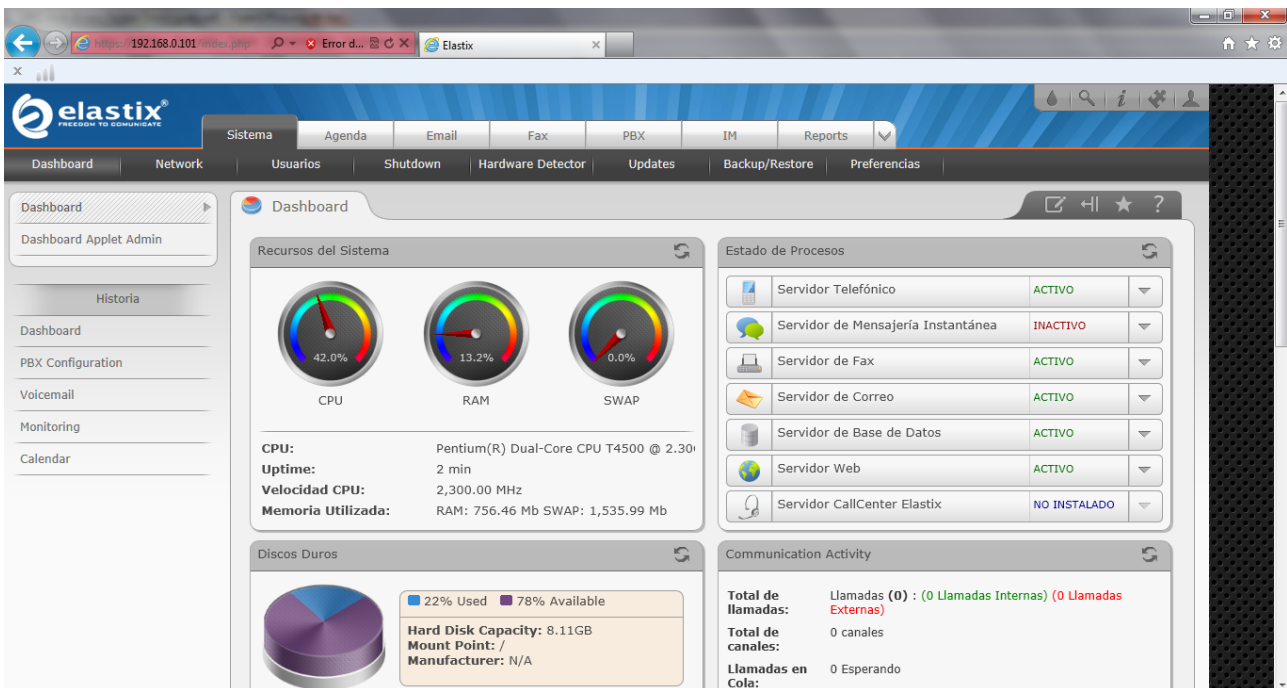 https://192.168.0.101/index.php
Error d...
Elastix
elastix®
FREEDOM TO COMUNICATE
Sistema Agenda Email Fax PBX IM Reports
Dashboard Network Usuarios Shutdown Hardware Detector Updates Backup/Restore Preferencias
Dashboard
Dashboard Applet Admin
Historia
Dashboard
PBX Configuration
Voicemail
Monitoring
Calendar
Dashboard
Recursos del Sistema
42.0% 13.2% 0.0%
CPU RAM SWAP
CPU: Pentium(R) Dual-Core CPU T4500 @ 2.30
Uptime: 2 min
Velocidad CPU: 2,300.00 MHz
Memoria Utilizada: RAM: 756.46 Mb SWAP: 1,535.99 Mb
Estado de Procesos
Servidor Telefónico ACTIVO
Servidor de Mensajería Instantánea INACTIVO
Servidor de Fax ACTIVO
Servidor de Correo ACTIVO
Servidor de Base de Datos ACTIVO
Servidor Web ACTIVO
Servidor CallCenter Elastix NO INSTALADO
Discos Duros
22% Used 78% Available
Hard Disk Capacity: 8.11GB
Mount Point: /
Manufacturer: N/A
Communication Activity
Total de llamadas: Llamadas (0) : (0 Llamadas Internas) (0 Llamadas Externas)
Total de canales: 0 canales
Llamadas en Cola: 0 Esperando